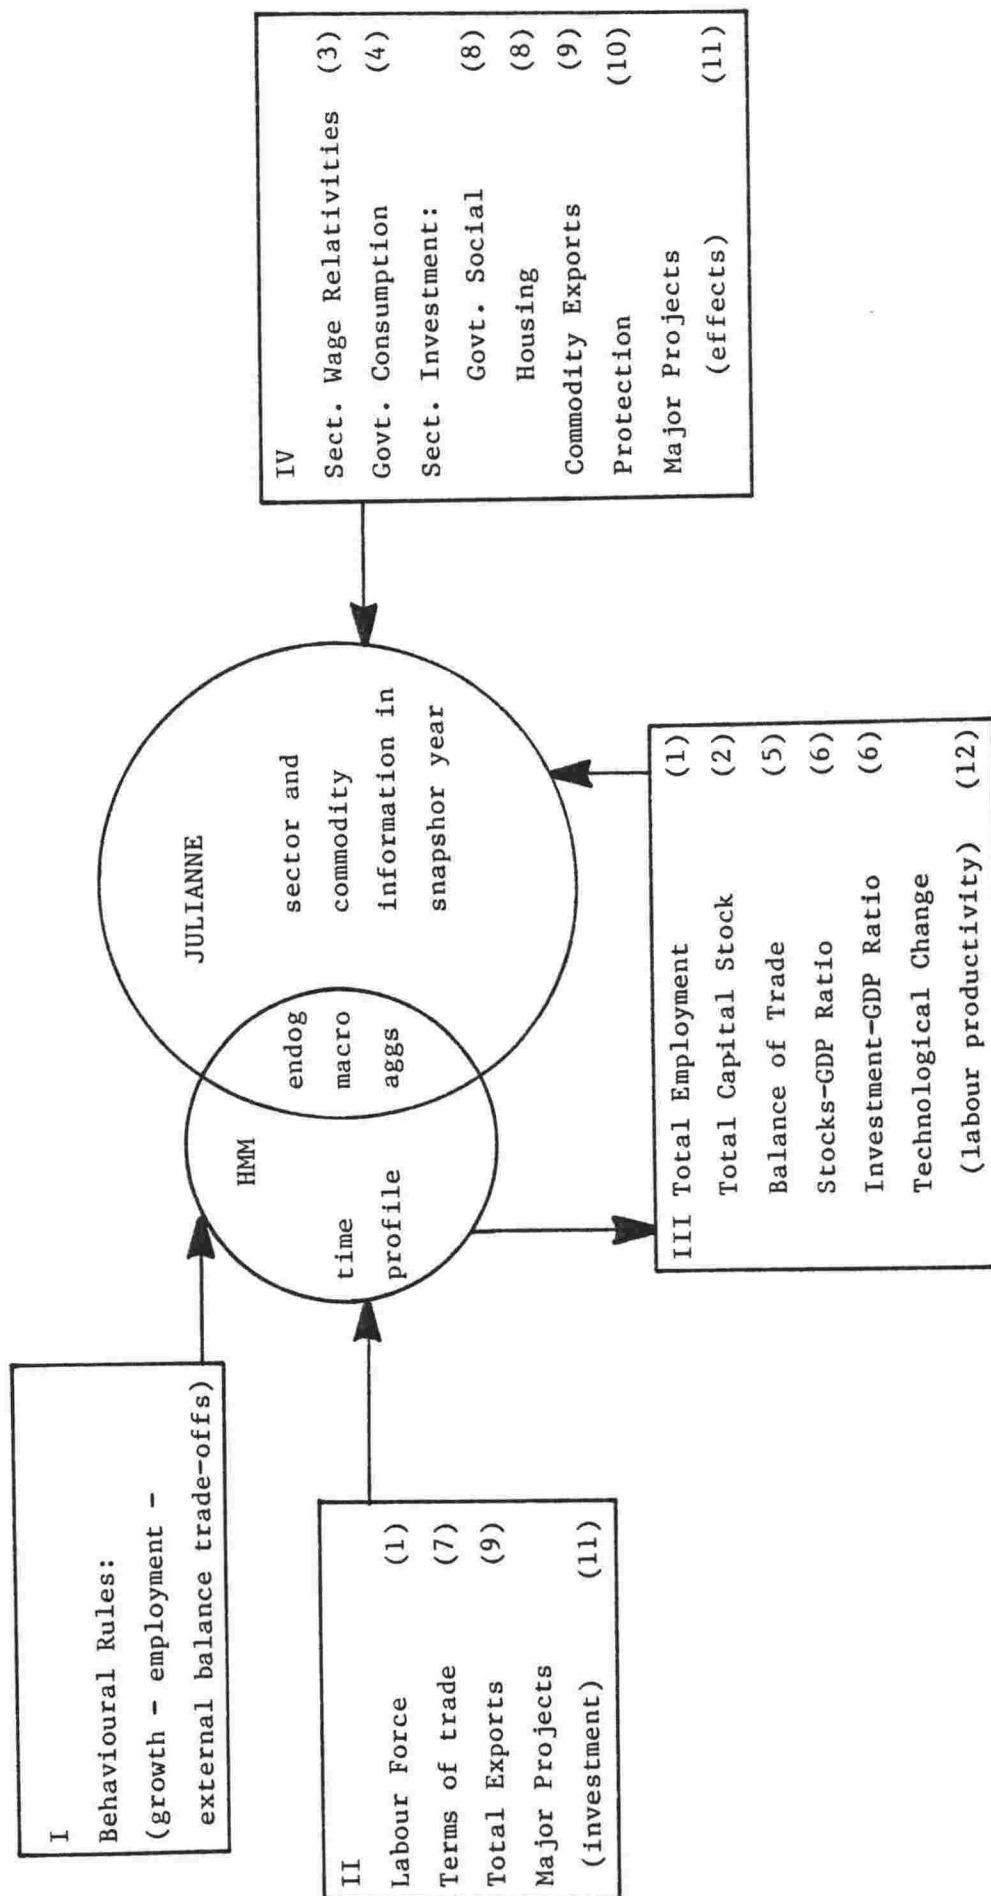 I
Behavioural Rules:
(growth - employment -
external balance trade-offs)
II
Labour Force (1)
Terms of trade (7)
Total Exports (9)
Major Projects
(investment) (11)
HMM
time
profile
endog
macro
aggs
JULIANNE
sector and
commodity
information in
snapshor year
III Total Employment (1)
Total Capital Stock (2)
Balance of Trade (5)
Stocks-GDP Ratio (6)
Investment-GDP Ratio (6)
Technological Change
(labour productivity) (12)
IV
Sect. Wage Relativities (3)
Govt. Consumption (4)
Sect. Investment:
Govt. Social (8)
Housing (8)
Commodity Exports (9)
Protection (10)
Major Projects
(effects) (11)